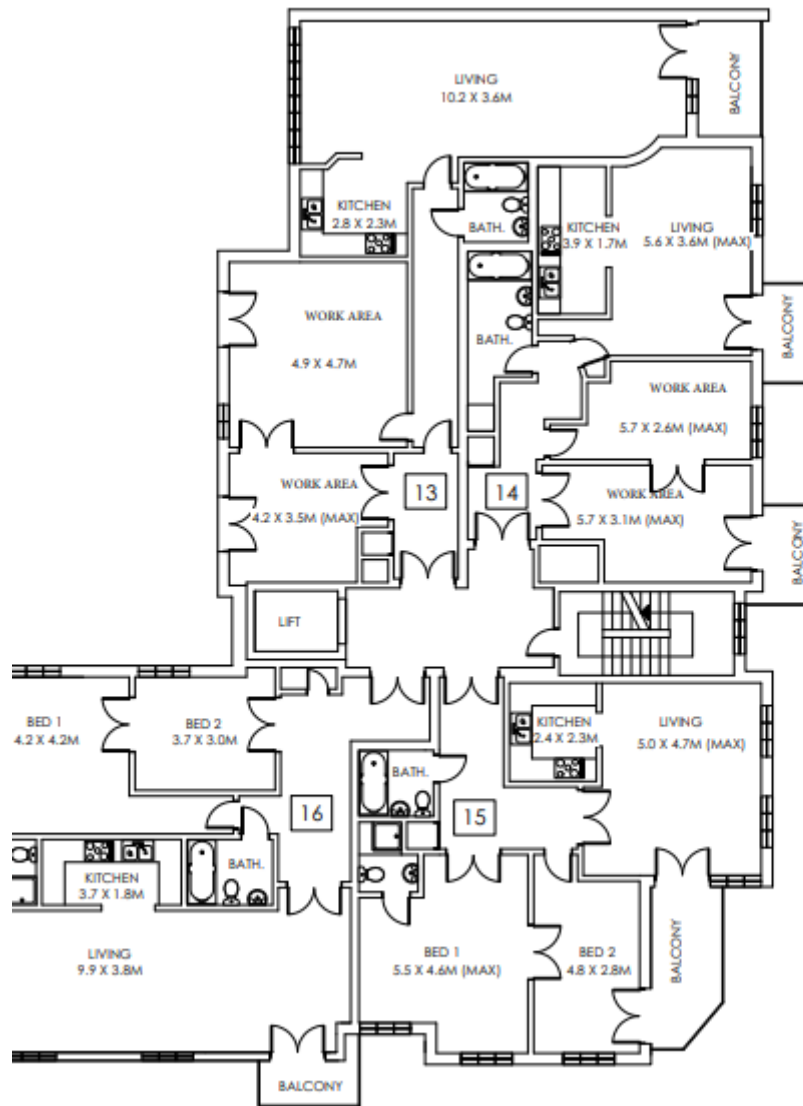 LIVING
10.2 X 3.6M
BALCONY
KITCHEN
2.8 X 2.3M
BATH.
KITCHEN
3.9 X 1.7M
LIVING
5.6 X 3.6M (MAX)
BALCONY
WORK AREA
4.9 X 4.7M
BATH.
WORK AREA
5.7 X 2.6M (MAX)
WORK AREA
4.2 X 3.5M (MAX)
13
14
WORK AREA
5.7 X 3.1M (MAX)
BALCONY
LIFT
BED 1
4.2 X 4.2M
BED 2
3.7 X 3.0M
KITCHEN
2.4 X 2.3M
LIVING
5.0 X 4.7M (MAX)
BATH.
16
15
BATH.
KITCHEN
3.7 X 1.8M
LIVING
9.9 X 3.8M
BED 1
5.5 X 4.6M (MAX)
BED 2
4.8 X 2.8M
BALCONY
BALCONY